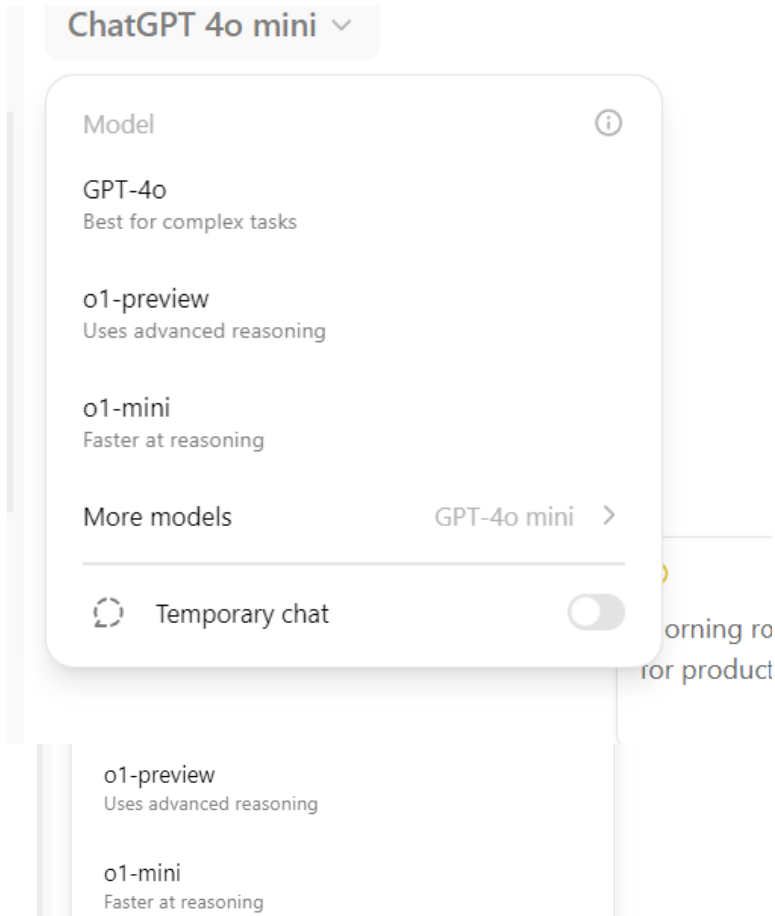 ChatGPT 4o mini
Model
GPT-4o
Best for complex tasks
o1-preview
Uses advanced reasoning
o1-mini
Faster at reasoning
More models GPT-4o mini
Temporary chat
orning ro
for product
o1-preview
Uses advanced reasoning
o1-mini
Faster at reasoning